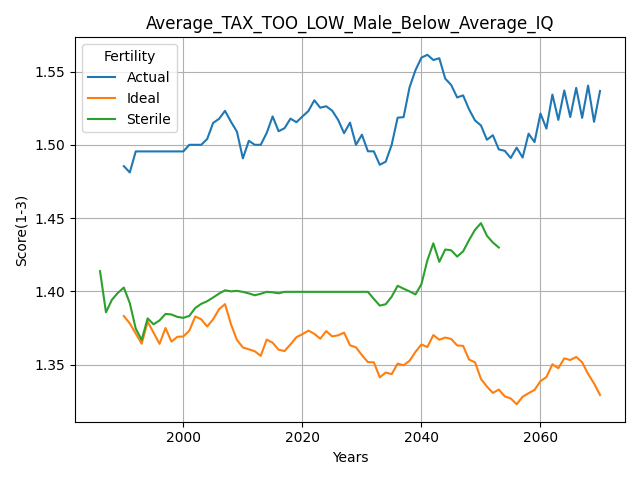 Average_TAX_TOO_LOW_Male_Below_Average_IQ
Fertility
Actual
Ideal
Sterile
Score(1-3)
1.55
1.50
1.45
1.40
1.35
2000 2020 2040 2060
Years